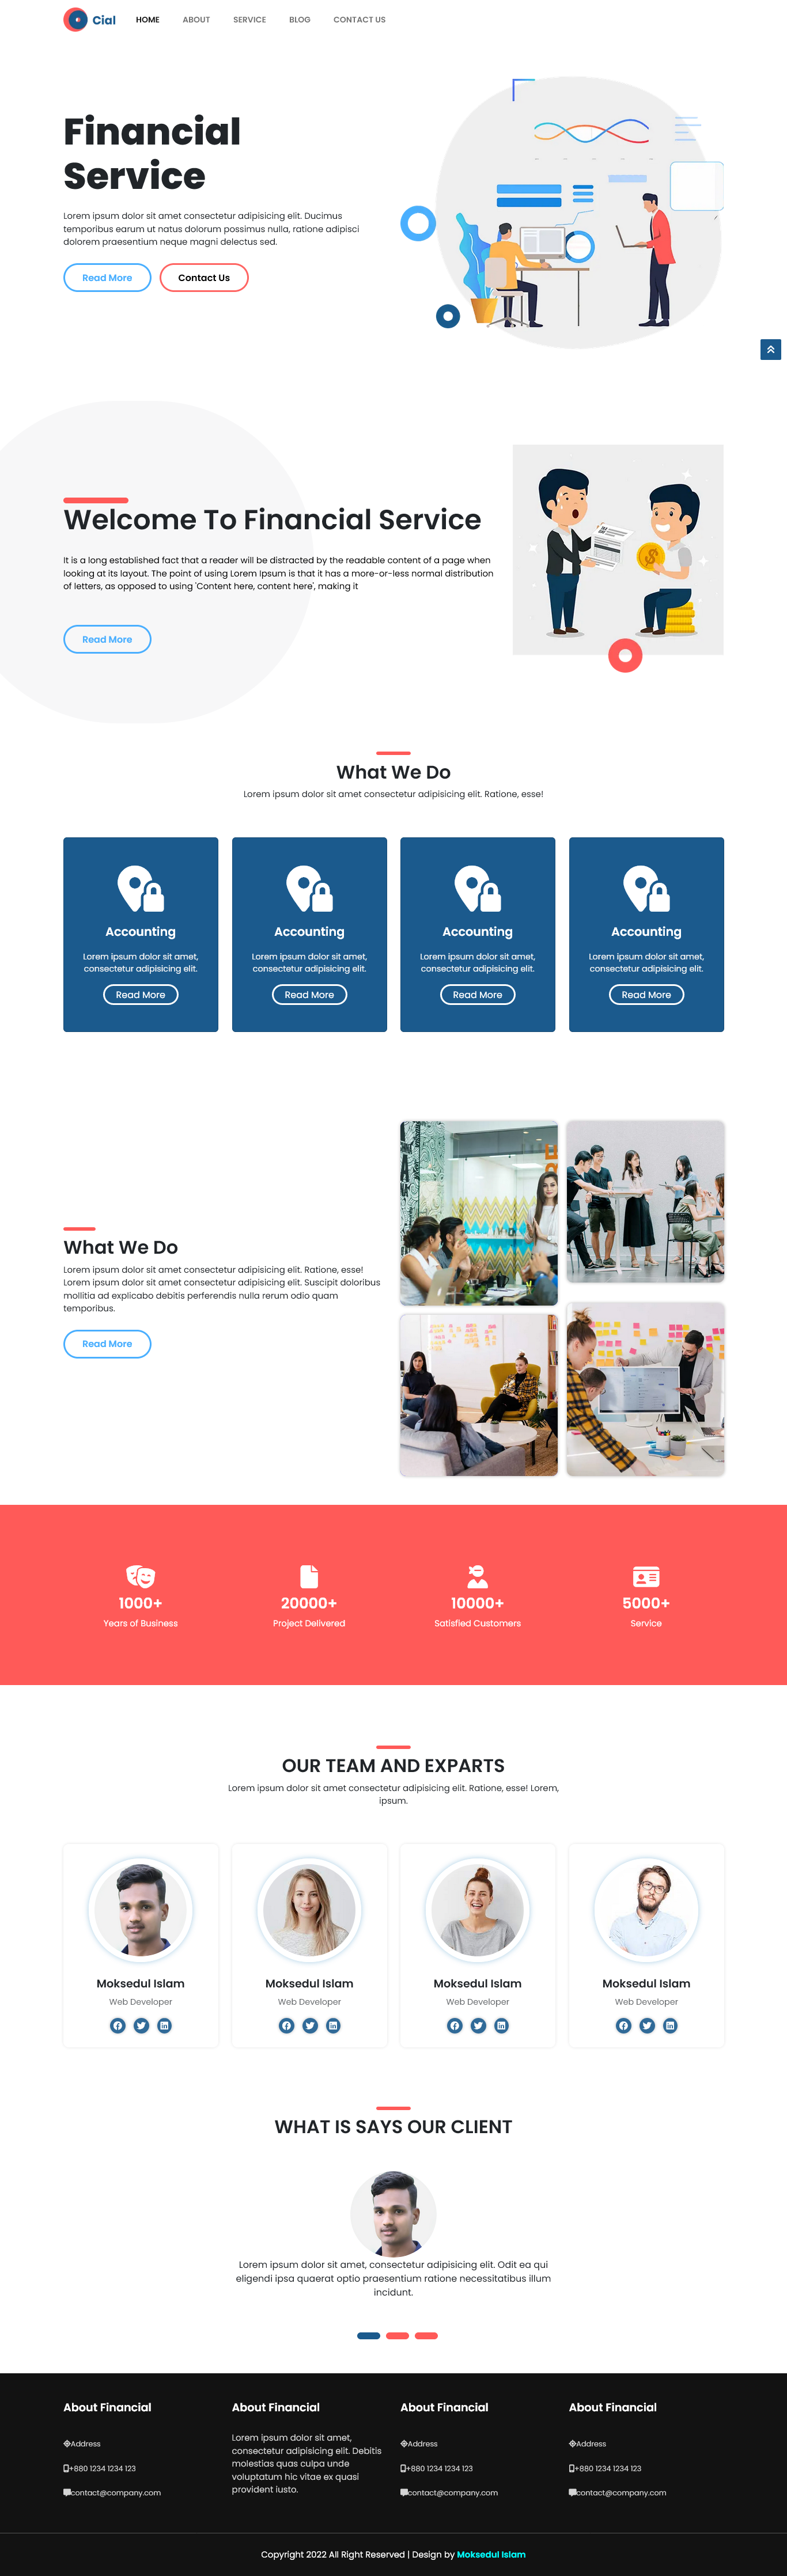 Cial HOME ABOUT SERVICE BLOG CONTACT US
Financial
Service
Lorem ipsum dolor sit amet consectetur adipisicing elit. Ducimus
temporibus earum ut natus dolorum possimus nulla, ratione adipisci
dolorem praesentium neque magni delectus sed.
Read More Contact Us
Welcome To Financial Service
It is a long established fact that a reader will be distracted by the readable content of a page when
looking at its layout. The point of using Lorem Ipsum is that it has a more-or-less normal distribution
of letters, as opposed to using 'Content here, content here', making it
Read More
What We Do
Lorem ipsum dolor sit amet consectetur adipisicing elit. Ratione, esse!
Accounting
Lorem ipsum dolor sit amet,
consectetur adipisicing elit.
Read More
Accounting
Lorem ipsum dolor sit amet,
consectetur adipisicing elit.
Read More
Accounting
Lorem ipsum dolor sit amet,
consectetur adipisicing elit.
Read More
Accounting
Lorem ipsum dolor sit amet,
consectetur adipisicing elit.
Read More
What We Do
Lorem ipsum dolor sit amet consectetur adipisicing elit. Ratione, esse!
Lorem ipsum dolor sit amet consectetur adipisicing elit. Suscipit doloribus
mollitia ad explicabo debitis perferendis nulla rerum odio quam
temporibus.
Read More
1000+
Years of Business
20000+
Project Delivered
10000+
Satisfied Customers
5000+
Service
OUR TEAM AND EXPARTS
Lorem ipsum dolor sit amet consectetur adipisicing elit. Ratione, esse! Lorem,
ipsum.
Moksedul Islam
Web Developer
Moksedul Islam
Web Developer
Moksedul Islam
Web Developer
Moksedul Islam
Web Developer
WHAT IS SAYS OUR CLIENT
Lorem ipsum dolor sit amet, consectetur adipisicing elit. Odit ea qui
eligendi ipsa quaerat optio praesentium ratione necessitatibus illum
incidunt.
About Financial
Address
+880 1234 1234 123
contact@company.com
About Financial
Lorem ipsum dolor sit amet,
consectetur adipisicing elit. Debitis
molestias quas culpa unde
voluptatum hic vitae ex quasi
provident iusto.
About Financial
Address
+880 1234 1234 123
contact@company.com
About Financial
Address
+880 1234 1234 123
contact@company.com
Copyright 2022 All Right Reserved | Design by Moksedul Islam